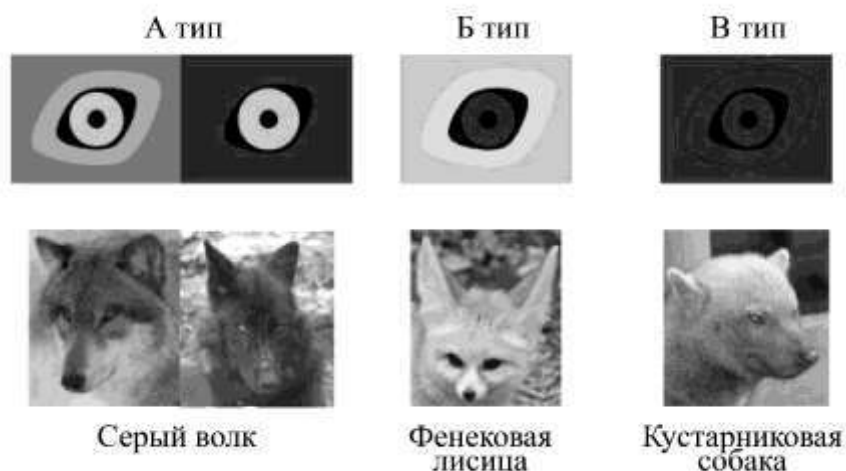 А тип
Б тип
В тип
Серый волк
Фенековая
лисица
Кустарниковая
собака